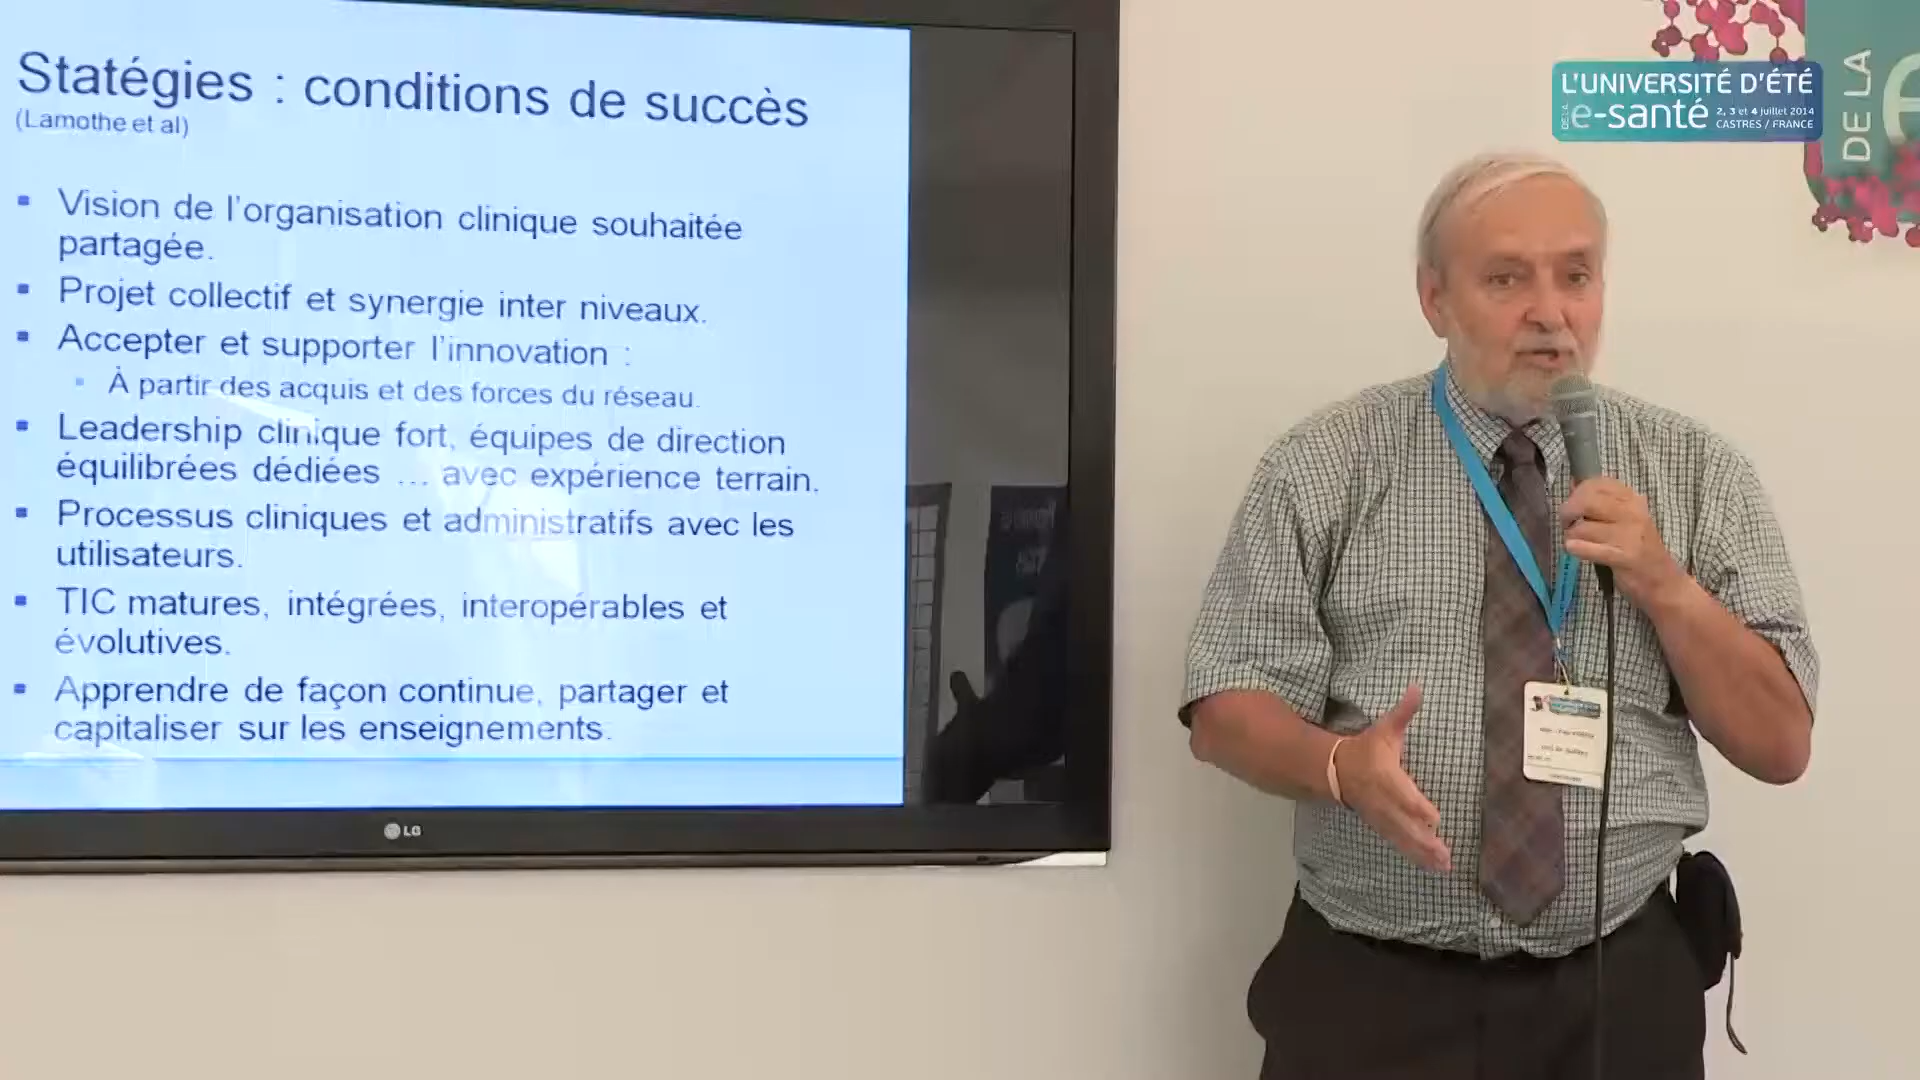 Statégies : conditions de succès
(Lamothe et al)
▪ Vision de l'organisation clinique souhaitée
partagée.
▪ Projet collectif et synergie inter niveaux.
▪ Accepter et supporter l'innovation :
▪ À partir des acquis et des forces du réseau.
▪ Leadership clinique fort, équipes de direction
équilibrées dédiées ... avec expérience terrain.
▪ Processus cliniques et administratifs avec les
utilisateurs.
▪ TIC matures, intégrées, interopérables et
évolutives.
▪ Apprendre de façon continue, partager et
capitaliser sur les enseignements.
LG
L'UNIVERSITÉ D'ÉTÉ
DE LA e-santé
2, 3 et 4 juillet 2014
CASTRES / FRANCE
DE LA